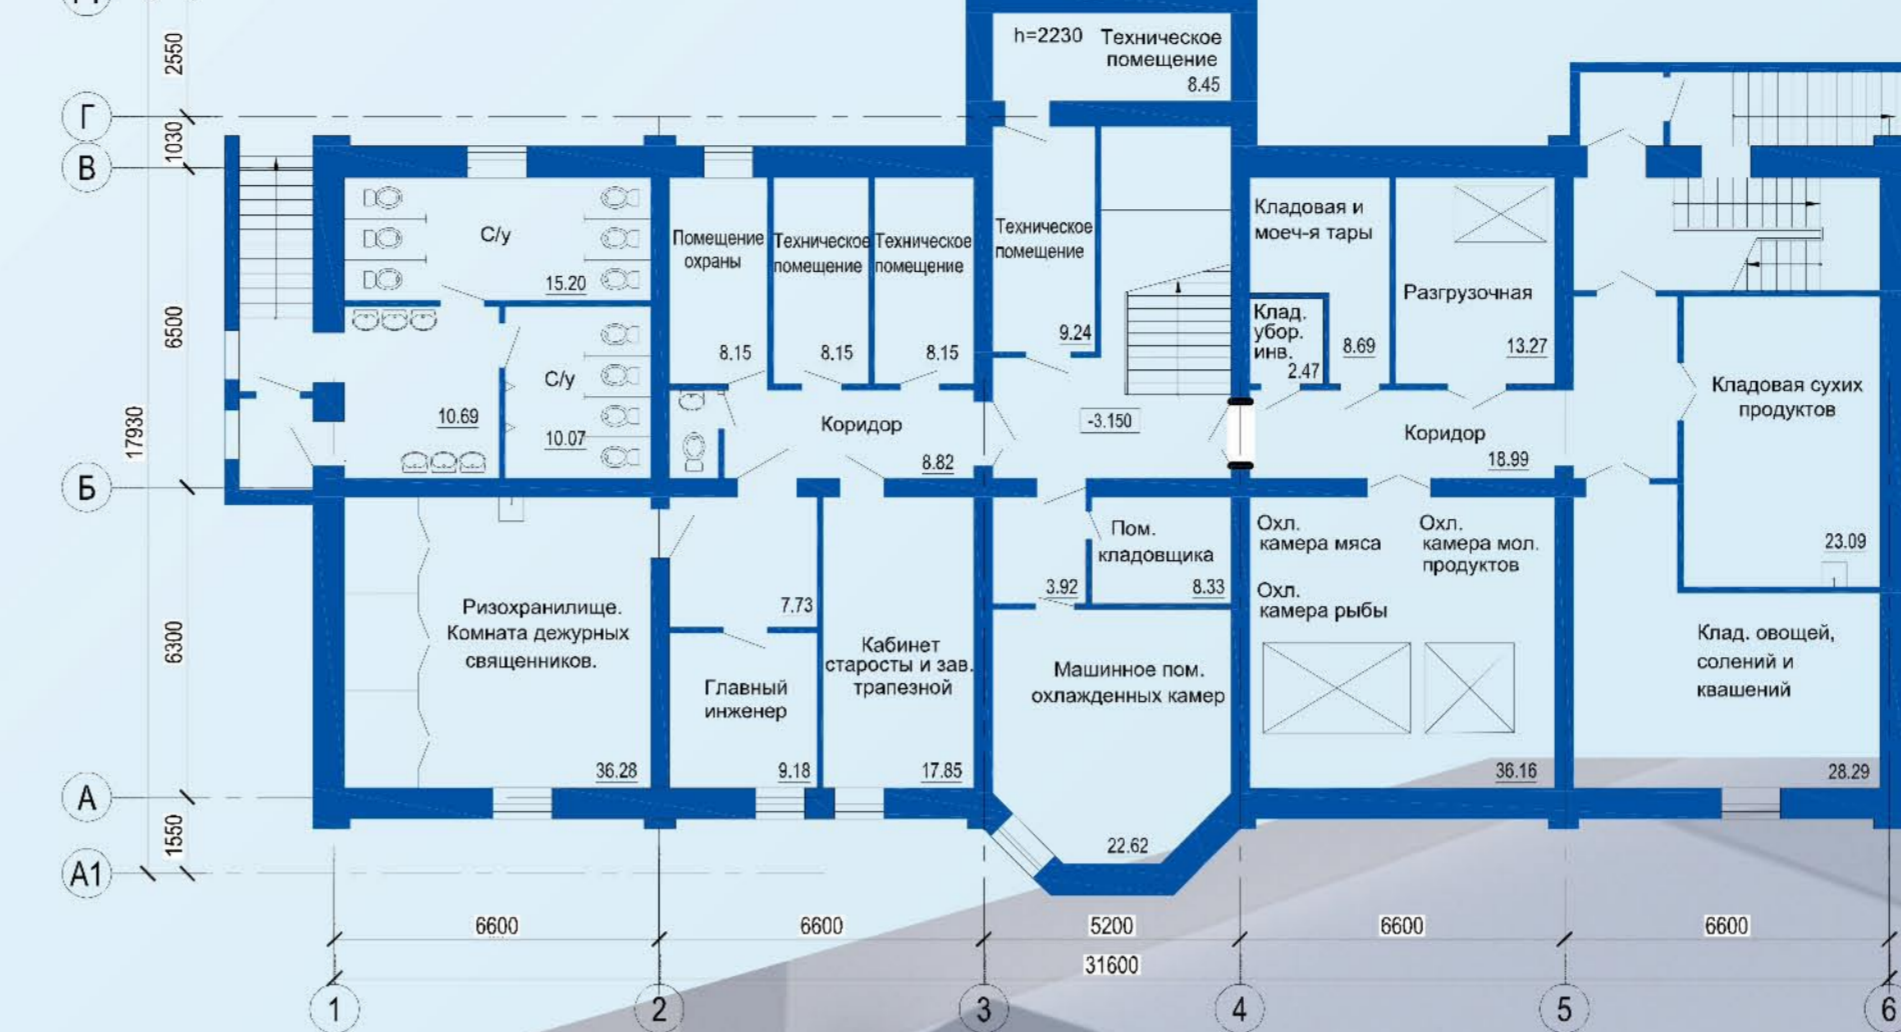 2550
Г
1030
В
6500
17930
Б
6300
А
1550
А1
h=2230 Техническое
помещение
8.45
С/у
15.20
10.69
С/у
10.07
Помещение
охраны
8.15
Техническое
помещение
8.15
Техническое
помещение
8.15
Техническое
помещение
9.24
Коридор
8.82
-3.150
Кладовая и
моеч-я тары
8.69
Клад.
убор.
инв.
2.47
Разгрузочная
13.27
Коридор
18.99
Кладовая сухих
продуктов
23.09
1
1
Ризохранилище.
Комната дежурных
священников.
36.28
7.73
Главный
инженер
9.18
Кабинет
старосты и зав.
трапезной
17.85
3.92
Пом.
кладовщика
8.33
Машинное пом.
охлажденных камер
22.62
Охл.
камера мяса
Охл.
камера мол.
продуктов
Охл.
камера рыбы
36.16
Клад. овощей,
солений и
квашений
28.29
6600
6600
5200
6600
6600
31600
1
2
3
4
5
6